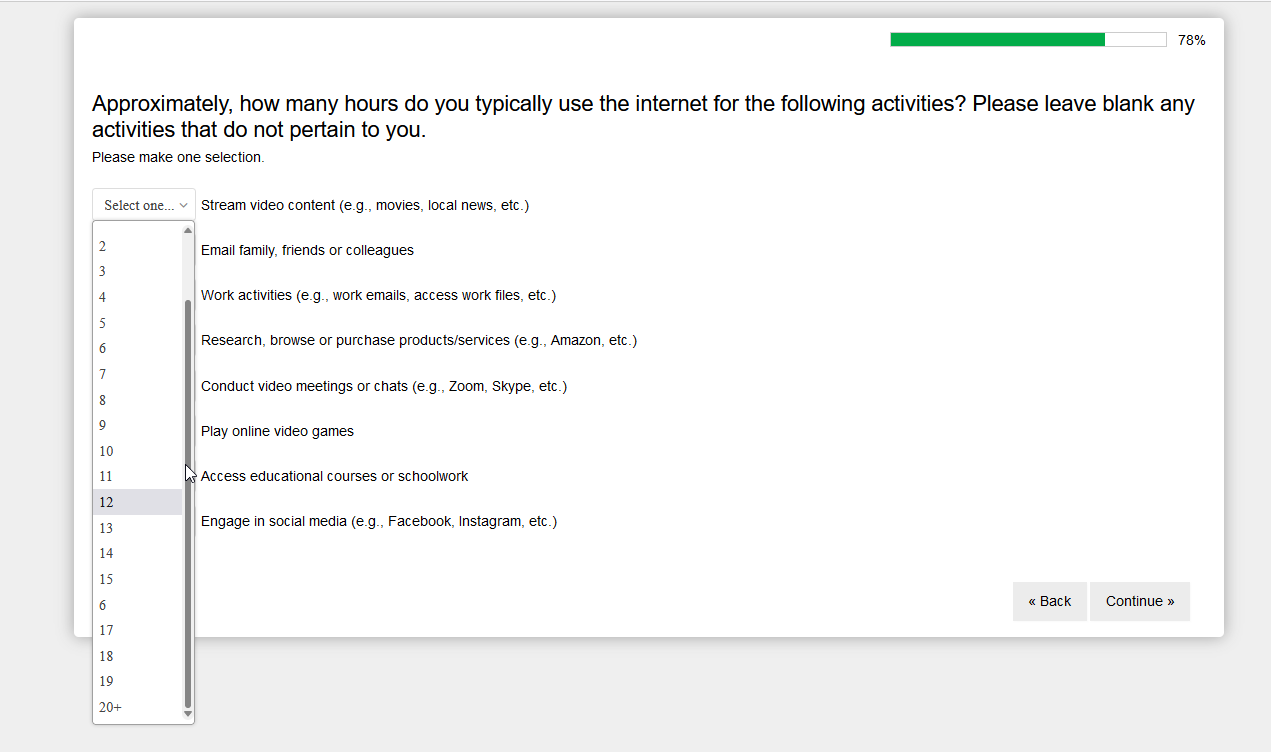 78%
Approximately, how many hours do you typically use the internet for the following activities? Please leave blank any
activities that do not pertain to you.
Please make one selection.
Select one... Stream video content (e.g., movies, local news, etc.)
2
3
4
5
6
7
8
9
10
11
12
13
14
15
6
17
18
19
20+
Email family, friends or colleagues
Work activities (e.g., work emails, access work files, etc.)
Research, browse or purchase products/services (e.g., Amazon, etc.)
Conduct video meetings or chats (e.g., Zoom, Skype, etc.)
Play online video games
Access educational courses or schoolwork
Engage in social media (e.g., Facebook, Instagram, etc.)
« Back
Continue »